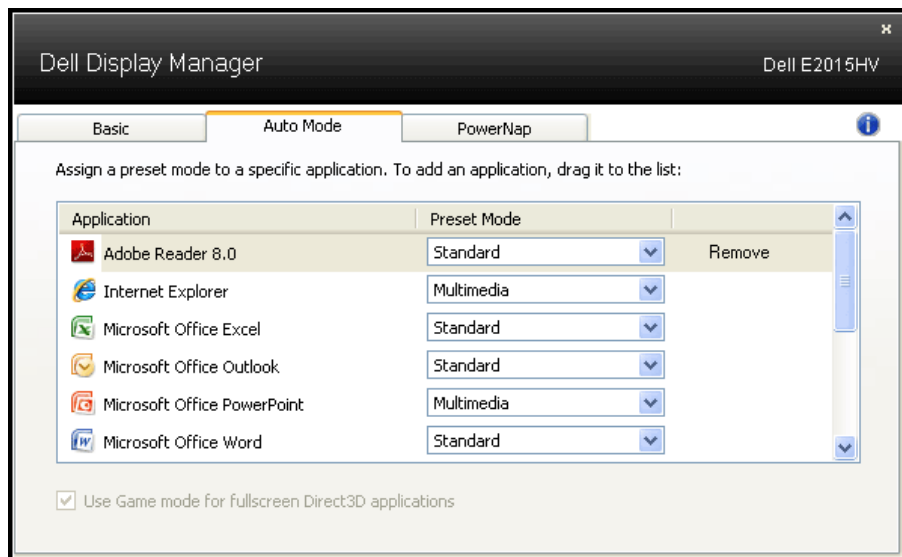 x
Dell Display Manager Dell E2015HV
Basic Auto Mode PowerNap
Assign a preset mode to a specific application. To add an application, drag it to the list:
Application Preset Mode
Adobe Reader 8.0 Standard Remove
Internet Explorer Multimedia
Microsoft Office Excel Standard
Microsoft Office Outlook Standard
Microsoft Office PowerPoint Multimedia
Microsoft Office Word Standard
Use Game mode for fullscreen Direct3D applications